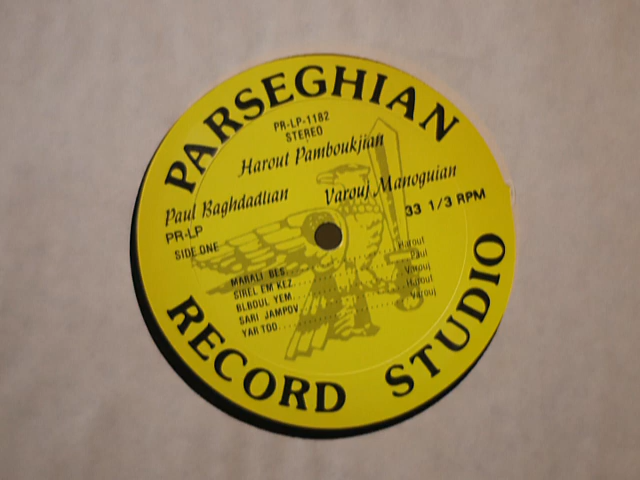 PARSEGHIAN
PR-LP-1182
STEREO
Harout Pamboukjian
Paul Baghdadlian Varouj Manoguian
PR-LP 33 1/3 RPM
SIDE ONE
MARALI BES. Harout
SIREL EM KEZ Paul
BLBOUL YEM Varouj
SARI JAMPOV Harout
YAR TOO Varouj
RECORD STUDIO